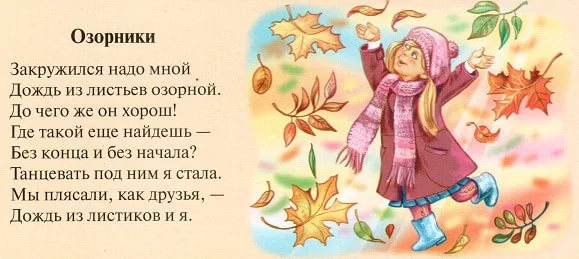 Озорники
Закружился надо мной
Дождь из листьев озорной.
До чего же он хорош!
Где такой еще найдешь —
Без конца и без начала?
Танцевать под ним я стала.
Мы плясали, как друзья, —
Дождь из листиков и я.